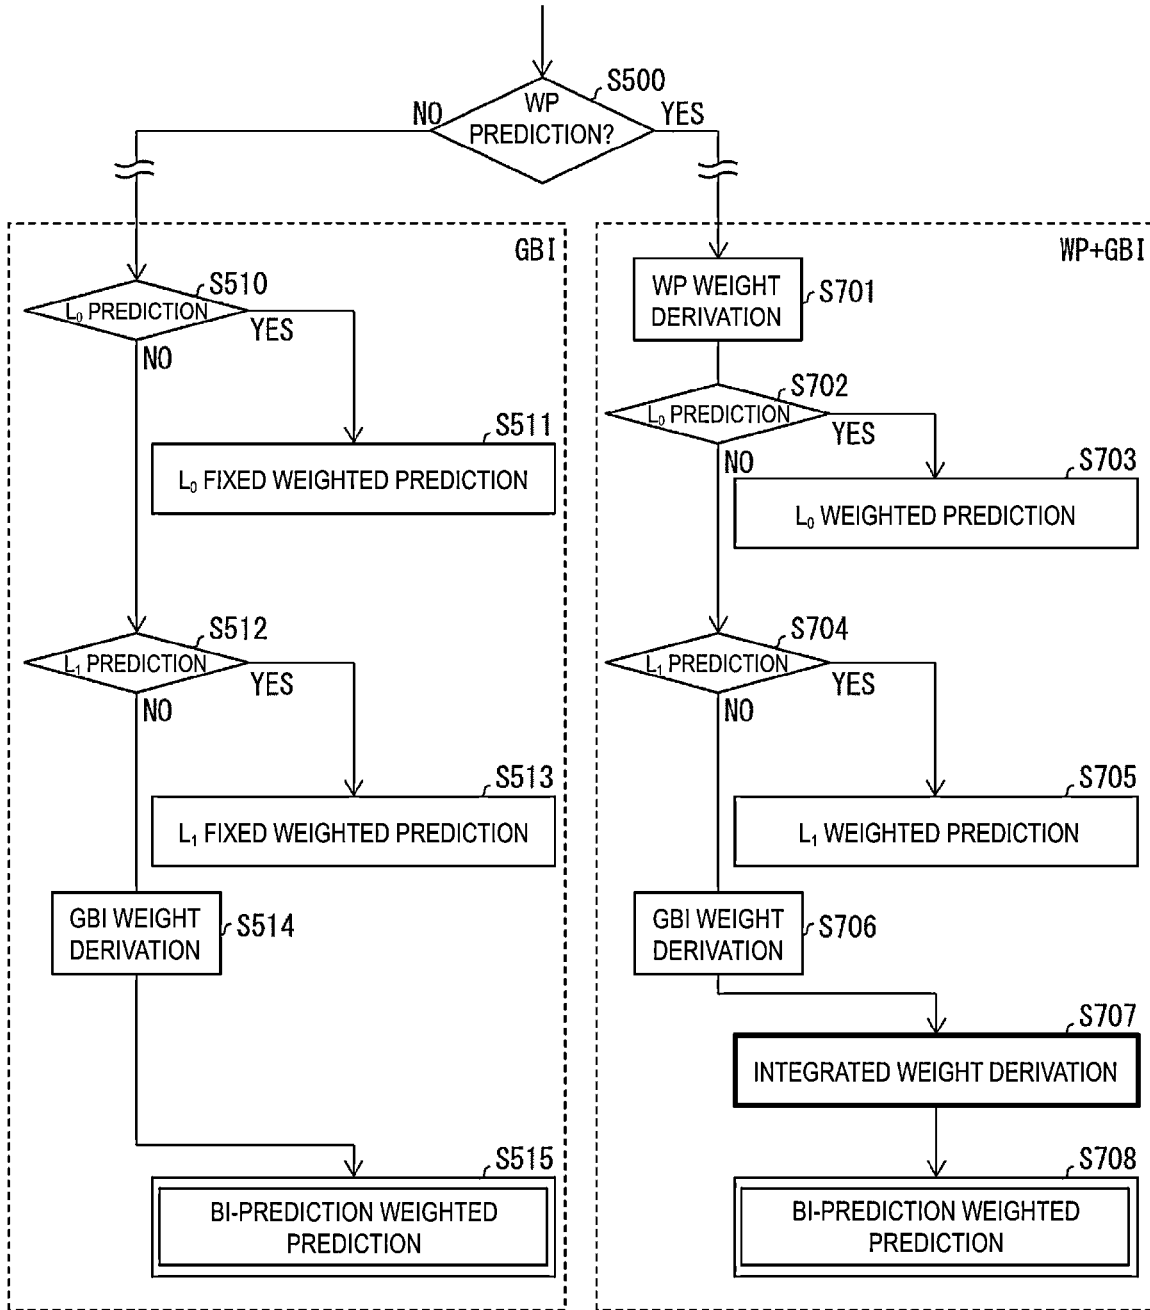 S500
WP
PREDICTION?
NO
YES
GBI
S510
L₀ PREDICTION
YES
NO
S511
L₀ FIXED WEIGHTED PREDICTION
S512
L₁ PREDICTION
YES
NO
S513
L₁ FIXED WEIGHTED PREDICTION
GBI WEIGHT
DERIVATION
S514
S515
BI-PREDICTION WEIGHTED
PREDICTION
WP+GBI
WP WEIGHT
DERIVATION
S701
S702
L₀ PREDICTION
YES
NO
S703
L₀ WEIGHTED PREDICTION
S704
L₁ PREDICTION
YES
NO
S705
L₁ WEIGHTED PREDICTION
GBI WEIGHT
DERIVATION
S706
S707
INTEGRATED WEIGHT DERIVATION
S708
BI-PREDICTION WEIGHTED
PREDICTION